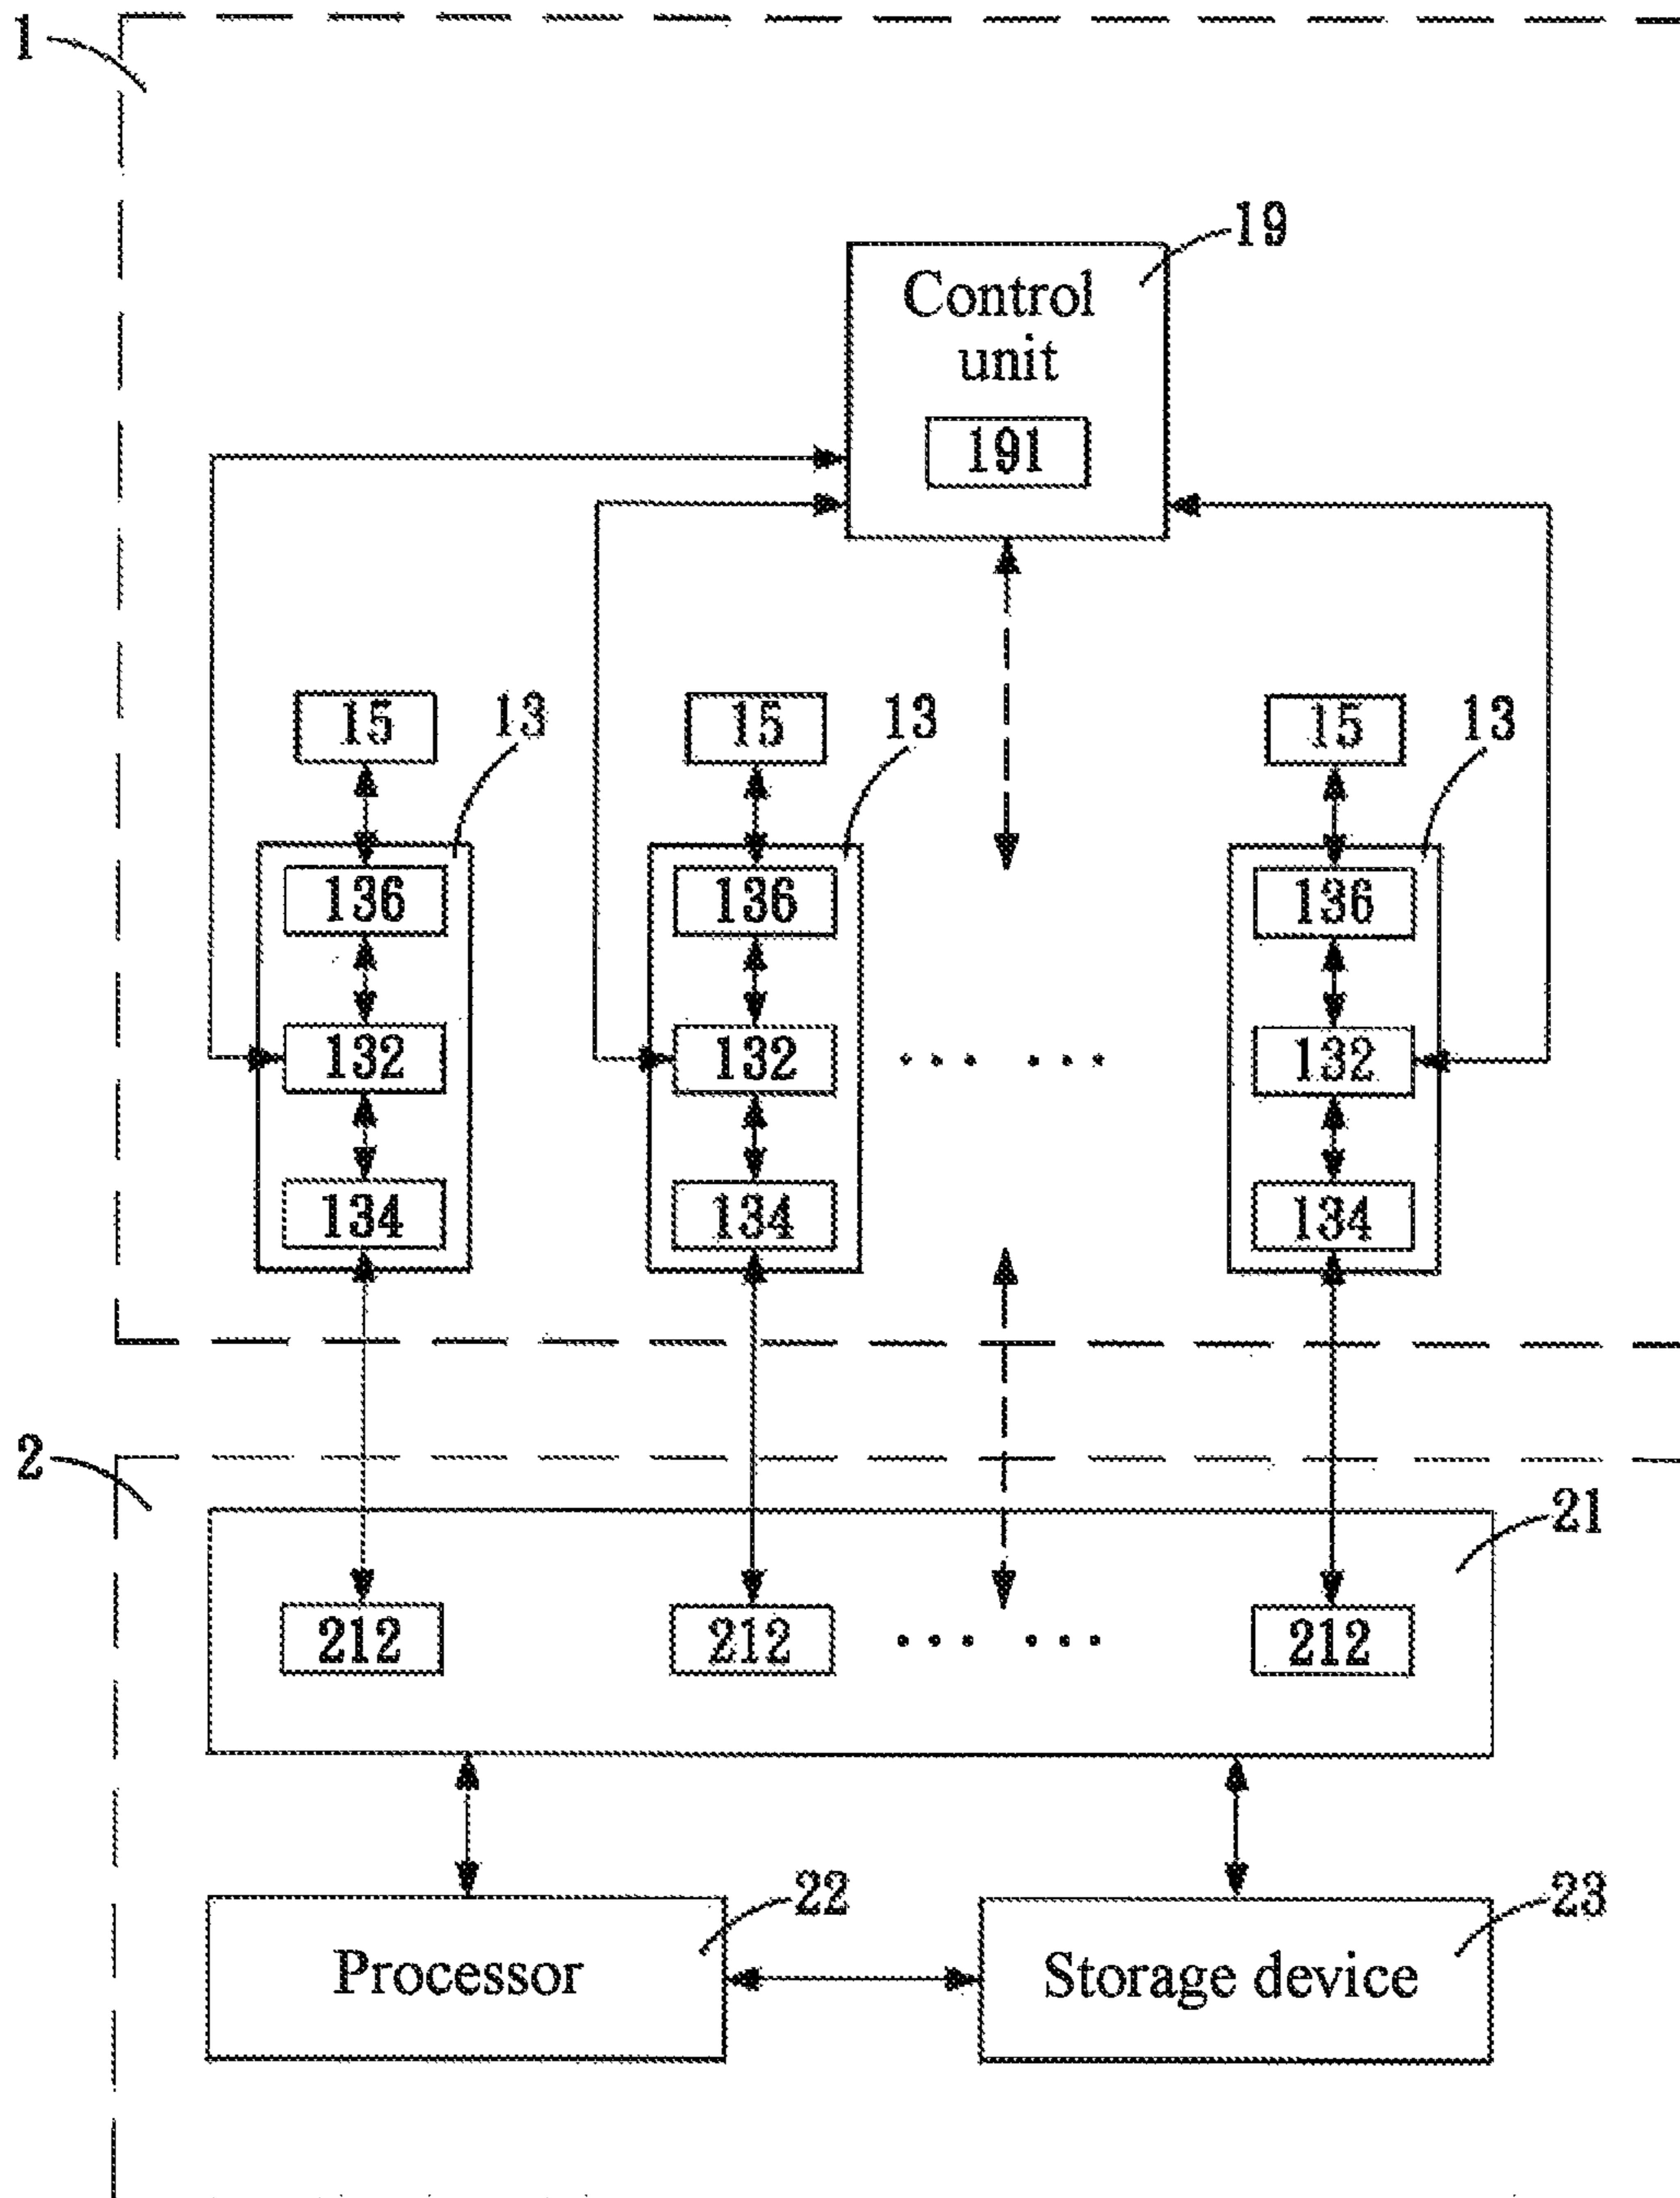 1
19
Control
unit
191
15 13 15 13 15 13
136 136 136
132 132 132
134 134 134
2
21
212 212 212
22 23
Processor Storage device